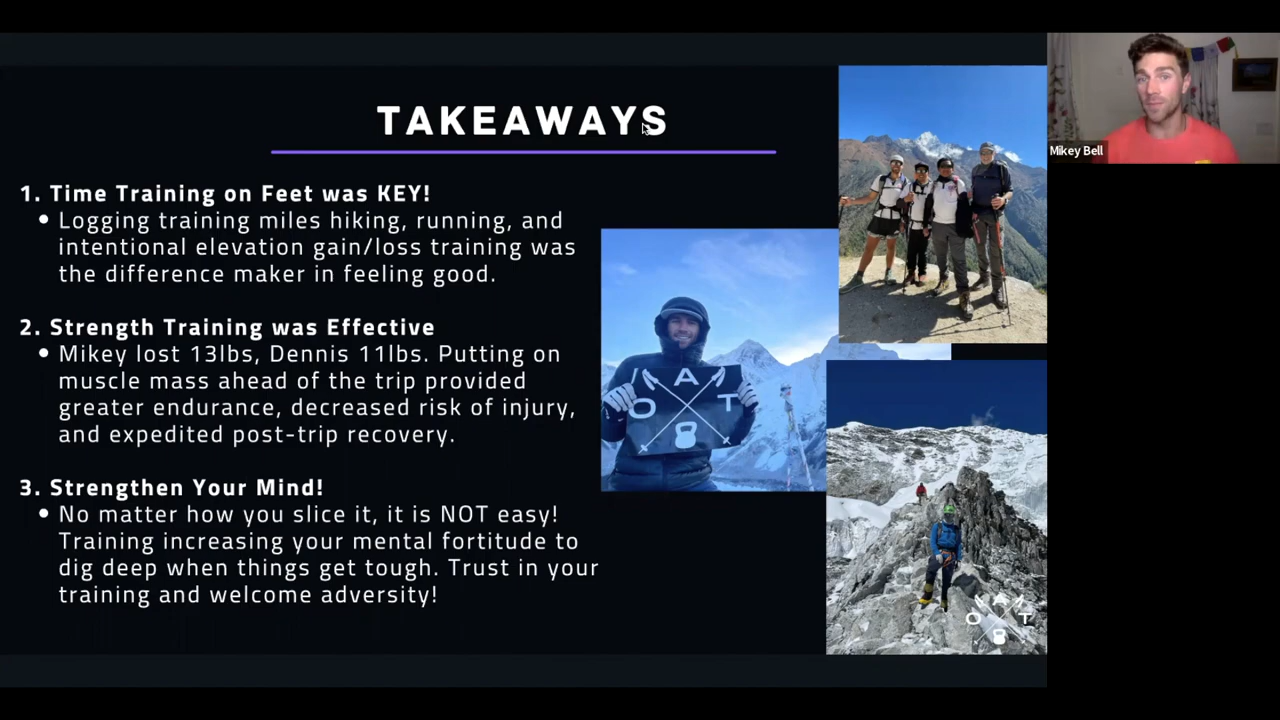 TAKEAWAYS
1. Time Training on Feet was KEY!
• Logging training miles hiking, running, and
intentional elevation gain/loss training was
the difference maker in feeling good.
2. Strength Training was Effective
• Mikey lost 13lbs, Dennis 11lbs. Putting on
muscle mass ahead of the trip provided
greater endurance, decreased risk of injury,
and expedited post-trip recovery.
3. Strengthen Your Mind!
• No matter how you slice it, it is NOT easy!
Training increasing your mental fortitude to
dig deep when things get tough. Trust in your
training and welcome adversity!
A
O T
A
O T
Mikey Bell